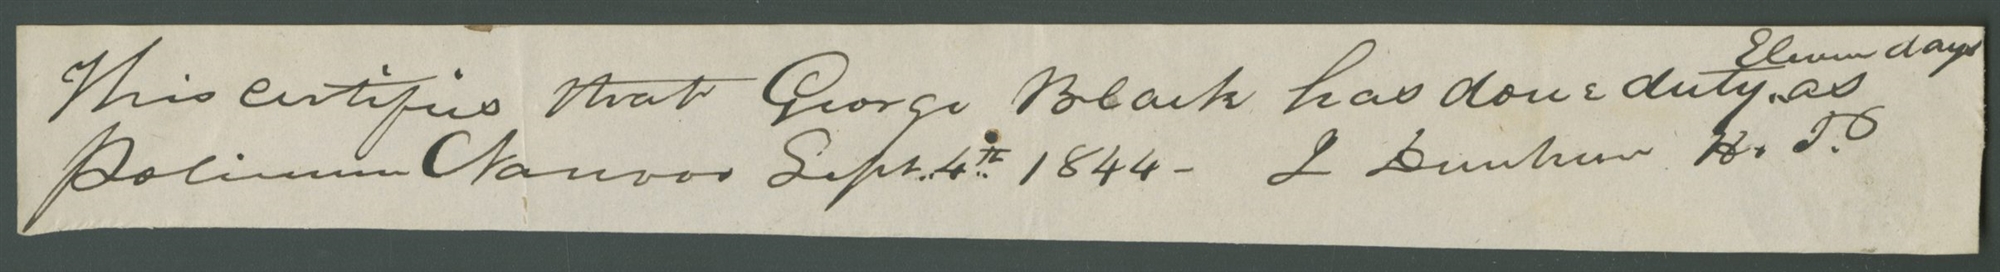 Eleven days
This certifies that George Black has done duty as
policeman Nauvoo Sept. 4th 1844 - J Dunham H. P.